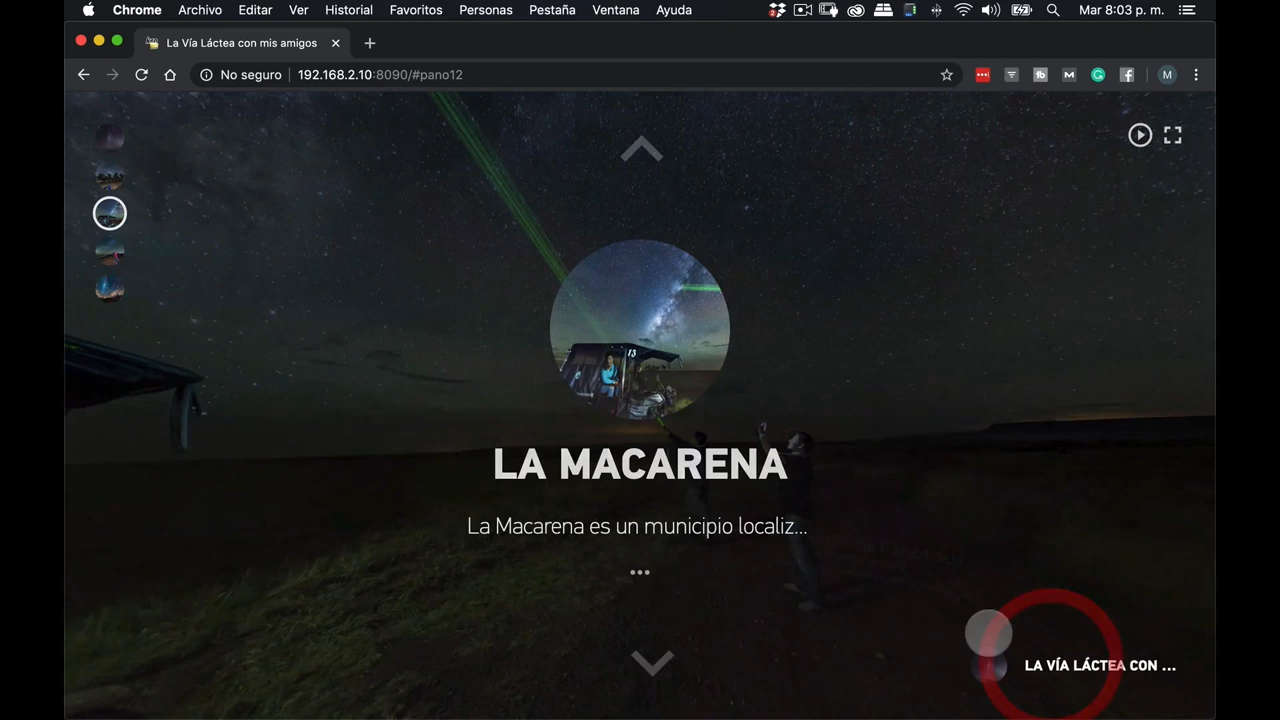 Chrome Archivo Editar Ver Historial Favoritos Personas Pestaña Ventana Ayuda Mar 8:03 p. m.
La Vía Láctea con mis amigos
No seguro 192.168.2.10:8090/#pano12
M
13
LA MACARENA
La Macarena es un municipio localiz...
...
LA VÍA LÁCTEA CON ...